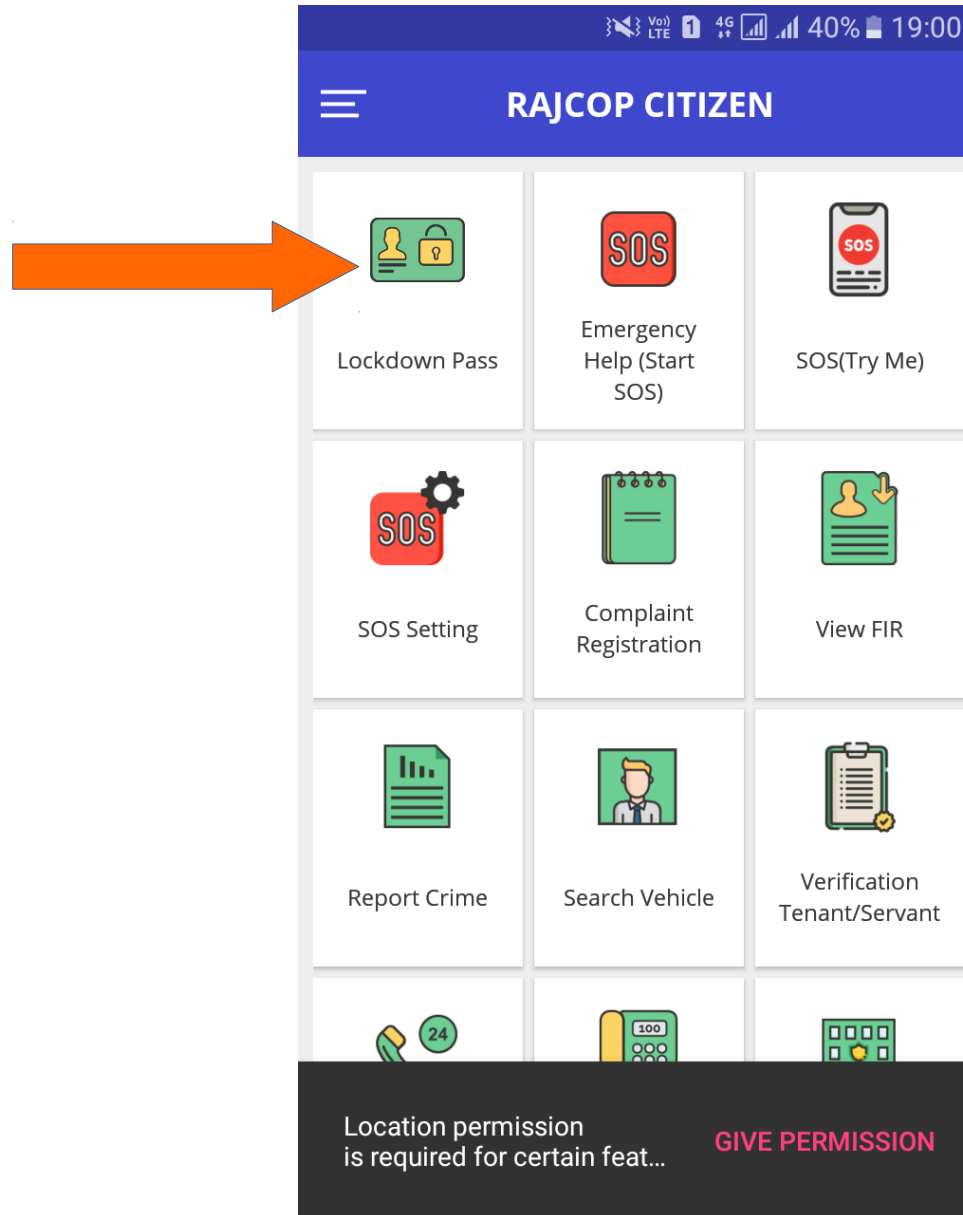 Vo)) 4G 40% 19:00
LTE 1
RAJCOP CITIZEN
SOS
SOS
Lockdown Pass
Emergency
Help (Start
SOS)
SOS(Try Me)
SOS
SOS Setting
Complaint
Registration
View FIR
Report Crime
Search Vehicle
Verification
Tenant/Servant
24
100
Location permission
is required for certain feat...
GIVE PERMISSION